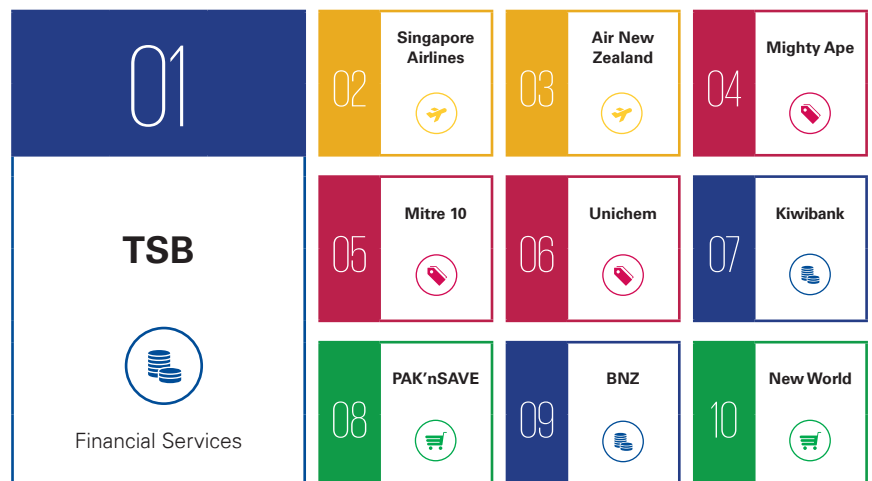 01
TSB
Financial Services
02
Singapore
Airlines
03
Air New
Zealand
04
Mighty Ape
05
Mitre 10
06
Unichem
07
Kiwibank
08
PAK’nSAVE
09
BNZ
10
New World